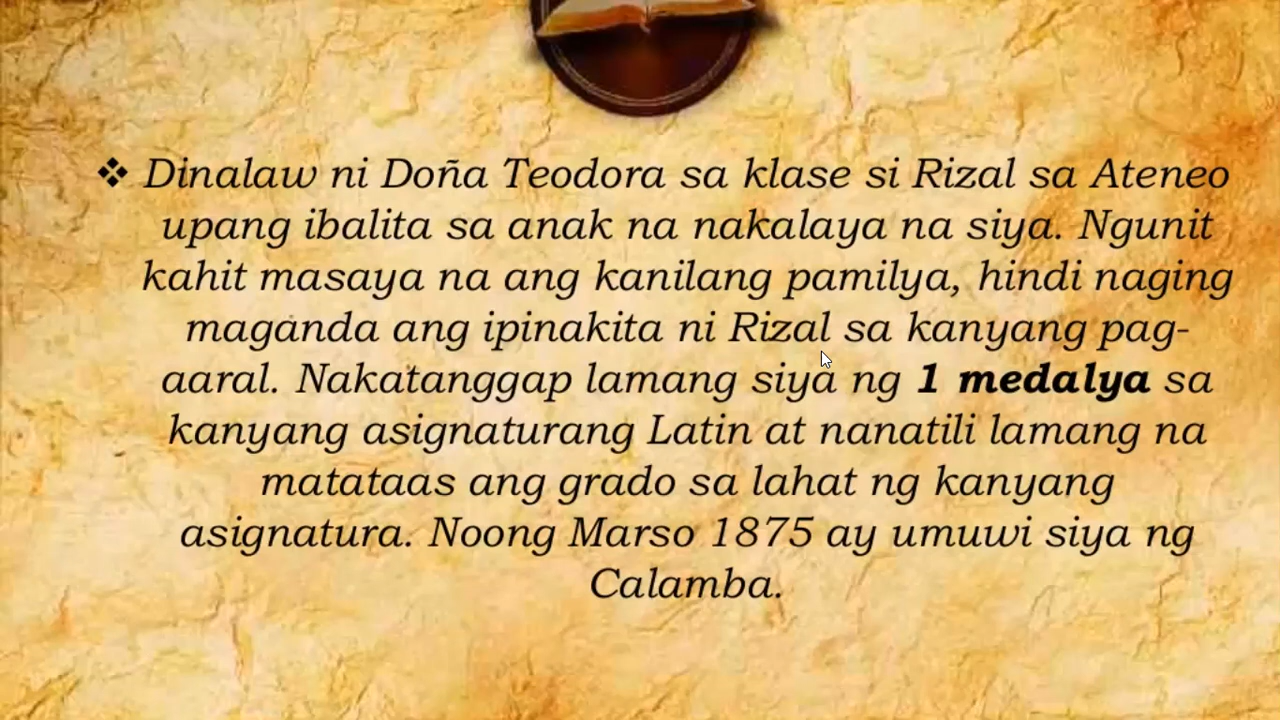 ❖ Dinalaw ni Doña Teodora sa klase si Rizal sa Ateneo
upang ibalita sa anak na nakalaya na siya. Ngunit
kahit masaya na ang kanilang pamilya, hindi naging
maganda ang ipinakita ni Rizal sa kanyang pag-
aaral. Nakatanggap lamang siya ng 1 medalya sa
kanyang asignaturang Latin at nanatili lamang na
matataas ang grado sa lahat ng kanyang
asignatura. Noong Marso 1875 ay umuwi siya ng
Calamba.